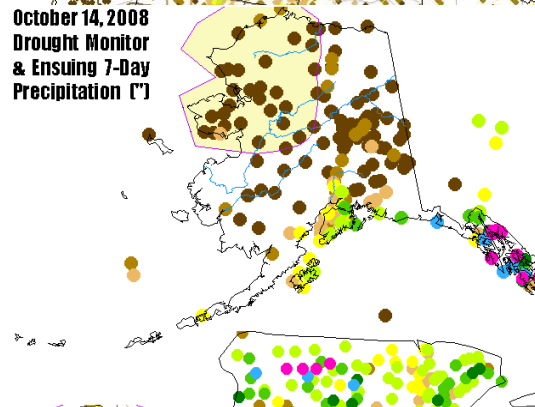 October 14, 2008
Drought Monitor
& Ensuing 7-Day
Precipitation (")